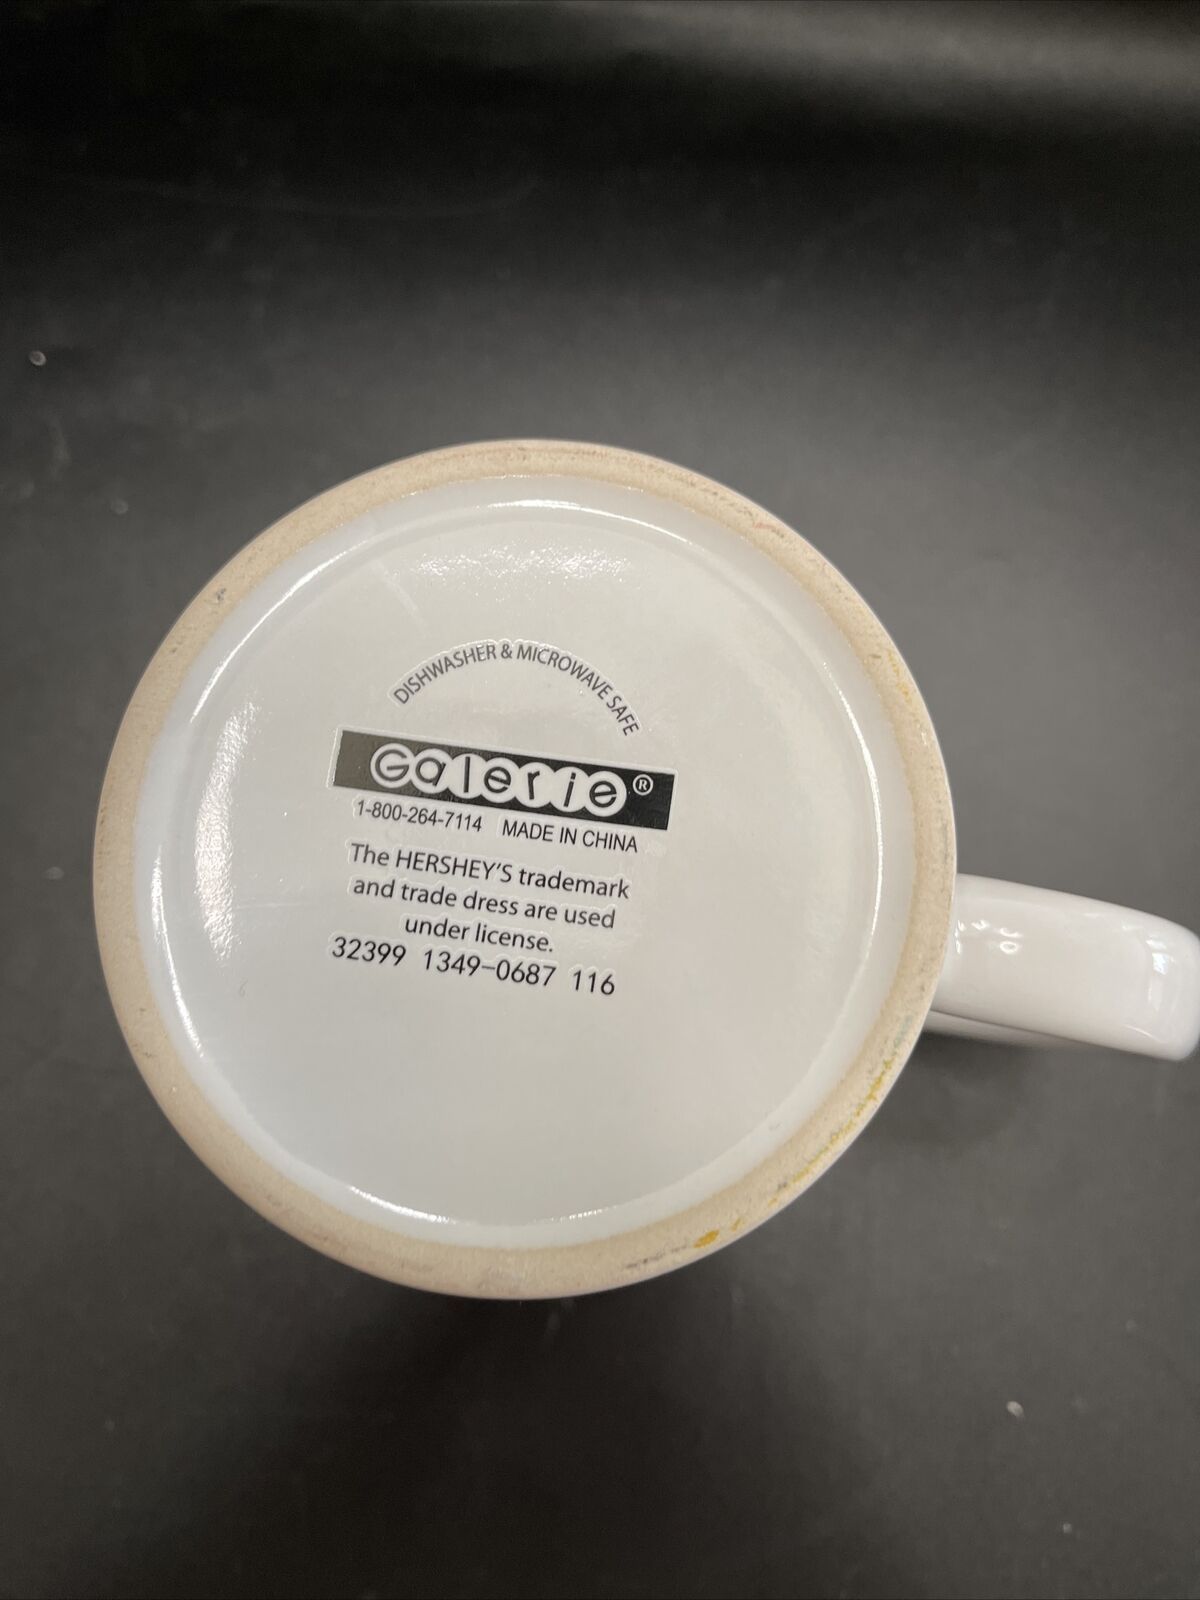 DISHWASHER & MICROWAVE SAFE
Galerie®
1-800-264-7114 MADE IN CHINA
The HERSHEY'S trademark
and trade dress are used
under license.
32399 1349-0687 116